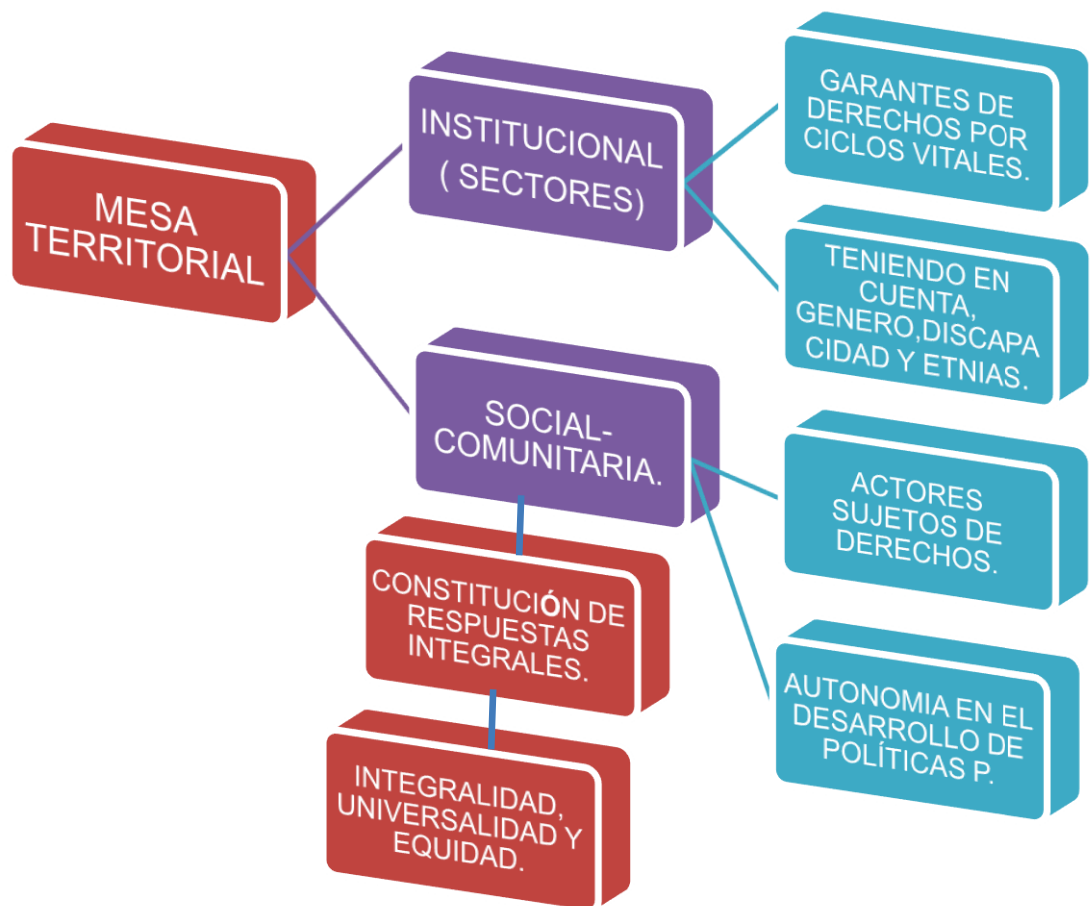 MESA
TERRITORIAL
INSTITUCIONAL
( SECTORES)
GARANTES DE
DERECHOS POR
CICLOS VITALES.
TENIENDO EN
CUENTA,
GENERO,DISCAPA
CIDAD Y ETNIAS.
SOCIAL-
COMUNITARIA.
ACTORES
SUJETOS DE
DERECHOS.
AUTONOMIA EN EL
DESARROLLO DE
POLÍTICAS P.
CONSTITUCIÓN DE
RESPUESTAS
INTEGRALES.
INTEGRALIDAD,
UNIVERSALIDAD Y
EQUIDAD.